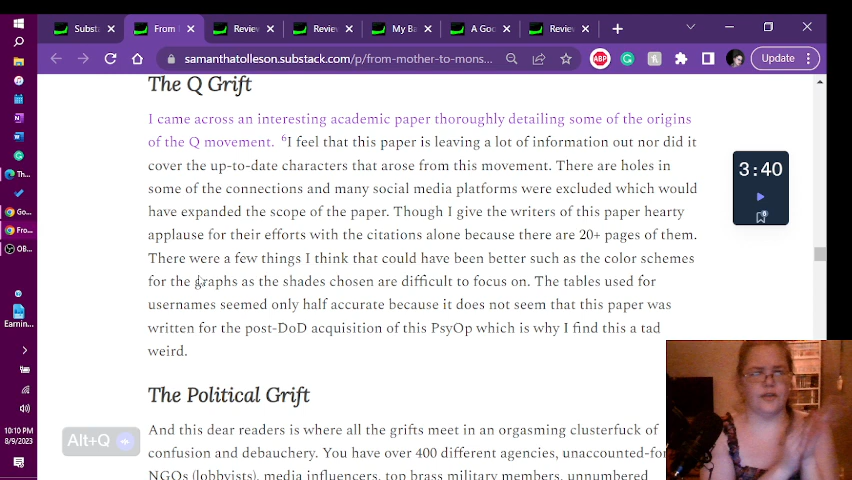 Subst
From
Review
Review
My Ba
A Goo
Review
samanthatolleson.substack.com/p/from-mother-to-mons...
ABP
Update
The Q Grift
I came across an interesting academic paper thoroughly detailing some of the origins
of the Q movement. 6I feel that this paper is leaving a lot of information out nor did it
cover the up-to-date characters that arose from this movement. There are holes in
some of the connections and many social media platforms were excluded which would
have expanded the scope of the paper. Though I give the writers of this paper hearty
applause for their efforts with the citations alone because there are 20+ pages of them.
There were a few things I think that could have been better such as the color schemes
for the graphs as the shades chosen are difficult to focus on. The tables used for
usernames seemed only half accurate because it does not seem that this paper was
written for the post-DoD acquisition of this PsyOp which is why I find this a tad
weird.
The Political Grift
And this dear readers is where all the grifts meet in an orgasming clusterfuck of
confusion and debauchery. You have over 400 different agencies, unaccounted-for
NGOs (lobbyists), media influencers, top brass military members, unnumbered
3:40
Th...
Go...
Fro...
OB...
Earnin...
10:10 PM
8/9/2023
Alt+Q